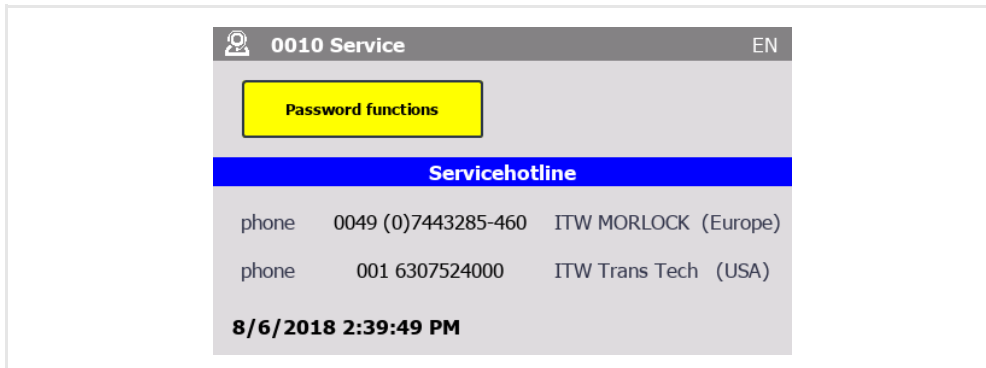 0010 Service EN
Password functions
Servicehotline
phone 0049 (0)7443285-460 ITW MORLOCK (Europe)
phone 001 6307524000 ITW Trans Tech (USA)
8/6/2018 2:39:49 PM